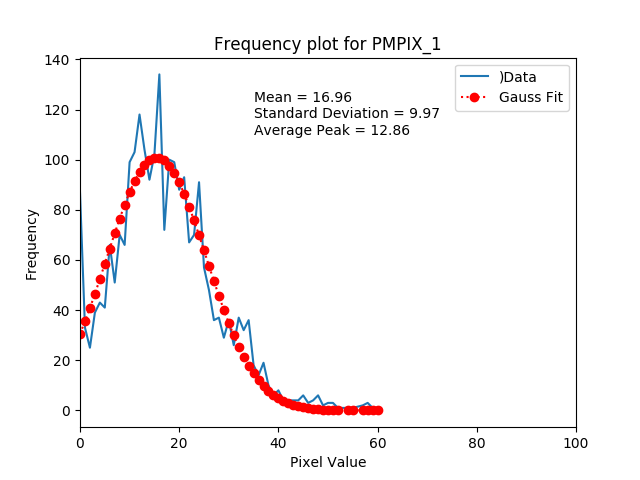 Frequency plot for PMPIX_1
140
120
100
80
60
40
20
0
Frequency
Mean = 16.96
Standard Deviation = 9.97
Average Peak = 12.86
)Data
Gauss Fit
0 20 40 60 80 100
Pixel Value